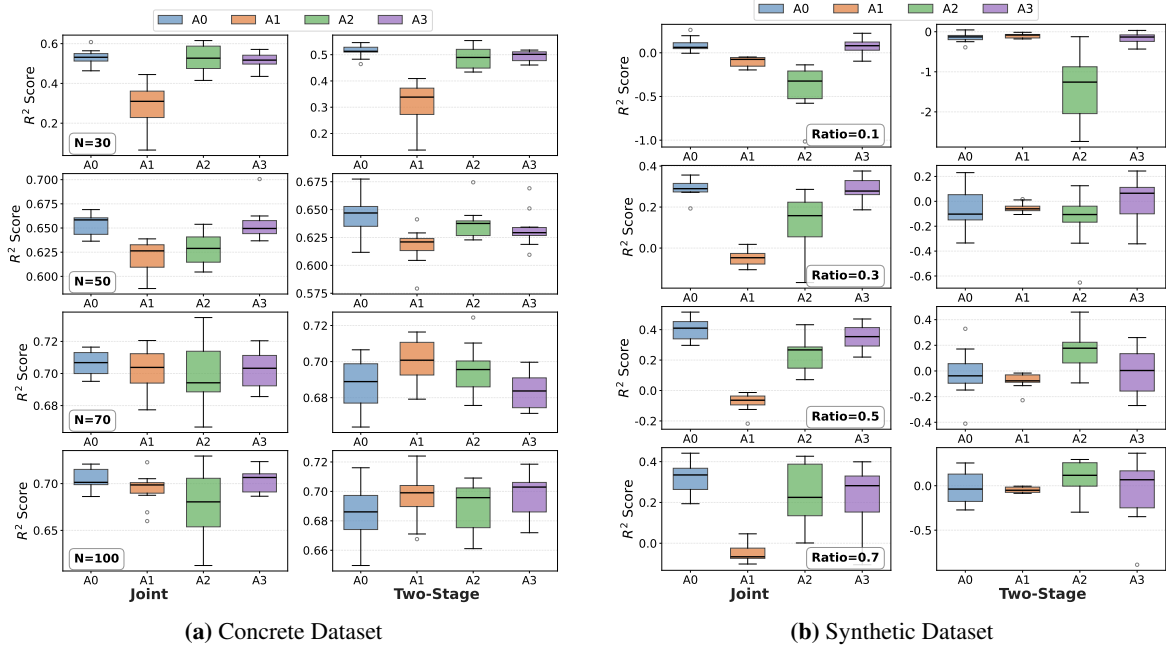 A0 A1 A2 A3
R² Score
0.6
0.4
0.2
N=30
A0 A1 A2 A3
0.5
0.4
0.3
0.2
A0 A1 A2 A3
R² Score
0.700
0.675
0.650
0.625
0.600
N=50
A0 A1 A2 A3
0.675
0.650
0.625
0.600
0.575
A0 A1 A2 A3
R² Score
0.72
0.70
0.68
N=70
A0 A1 A2 A3
0.72
0.70
0.68
A0 A1 A2 A3
R² Score
0.70
0.65
N=100
A0 A1 A2 A3
Joint
0.72
0.70
0.68
0.66
A0 A1 A2 A3
Two-Stage
(a) Concrete Dataset
A0 A1 A2 A3
R² Score
0.0
-0.5
-1.0
Ratio=0.1
A0 A1 A2 A3
0
-1
-2
A0 A1 A2 A3
R² Score
0.4
0.2
0.0
Ratio=0.3
A0 A1 A2 A3
0.2
0.0
-0.2
-0.4
-0.6
A0 A1 A2 A3
R² Score
0.4
0.2
0.0
-0.2
Ratio=0.5
A0 A1 A2 A3
0.4
0.2
0.0
-0.2
-0.4
A0 A1 A2 A3
R² Score
0.4
0.2
0.0
Ratio=0.7
A0 A1 A2 A3
Joint
0.0
-0.5
A0 A1 A2 A3
Two-Stage
(b) Synthetic Dataset